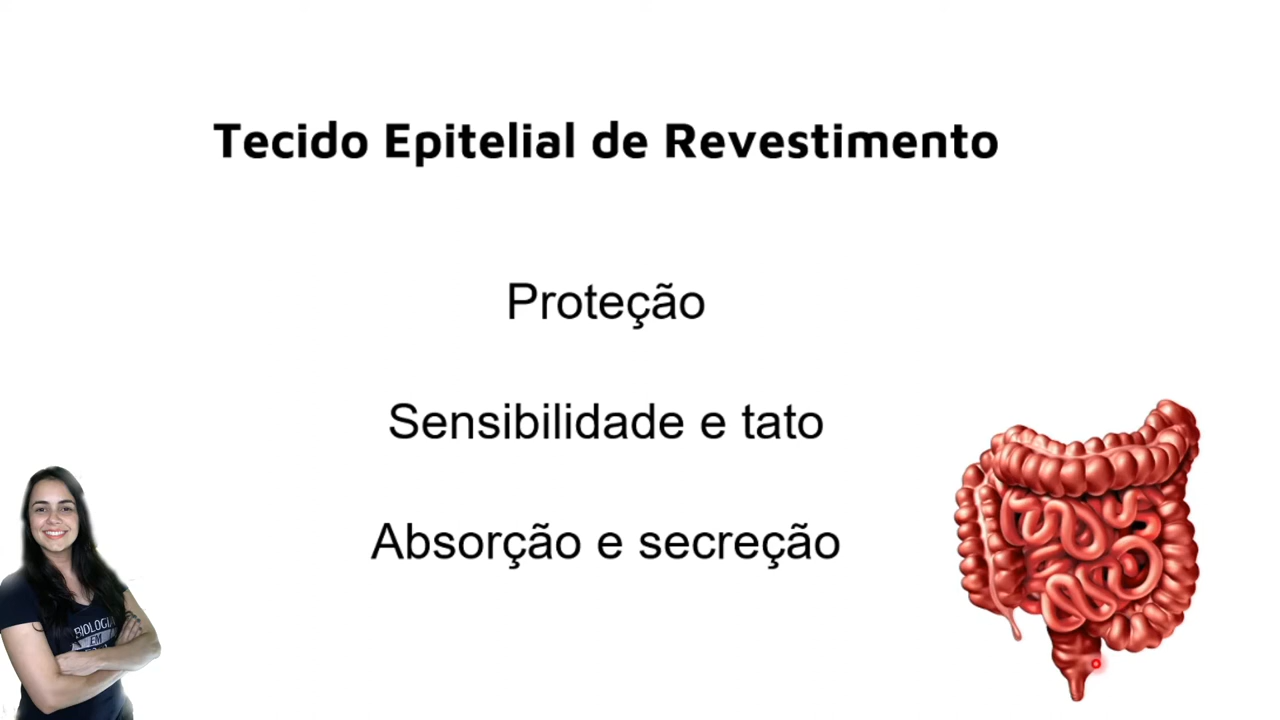 Tecido Epitelial de Revestimento
Proteção
Sensibilidade e tato
Absorção e secreção
BIOLOGIA
EM